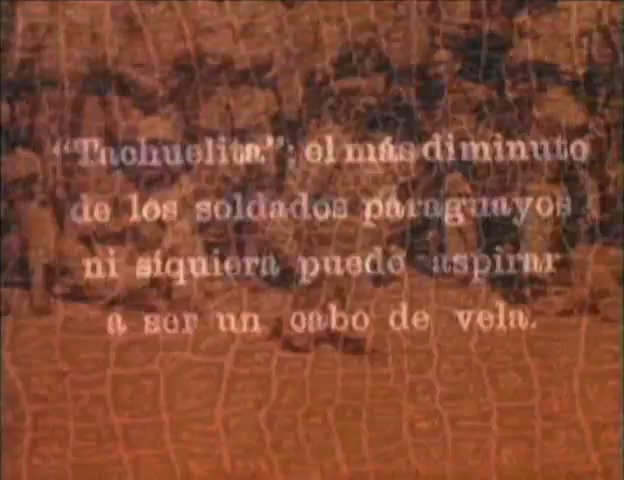 "Tachuelita"; el más diminuto
de los soldados paraguayos
ni siquiera puede aspirar
a ser un cabo de vela.